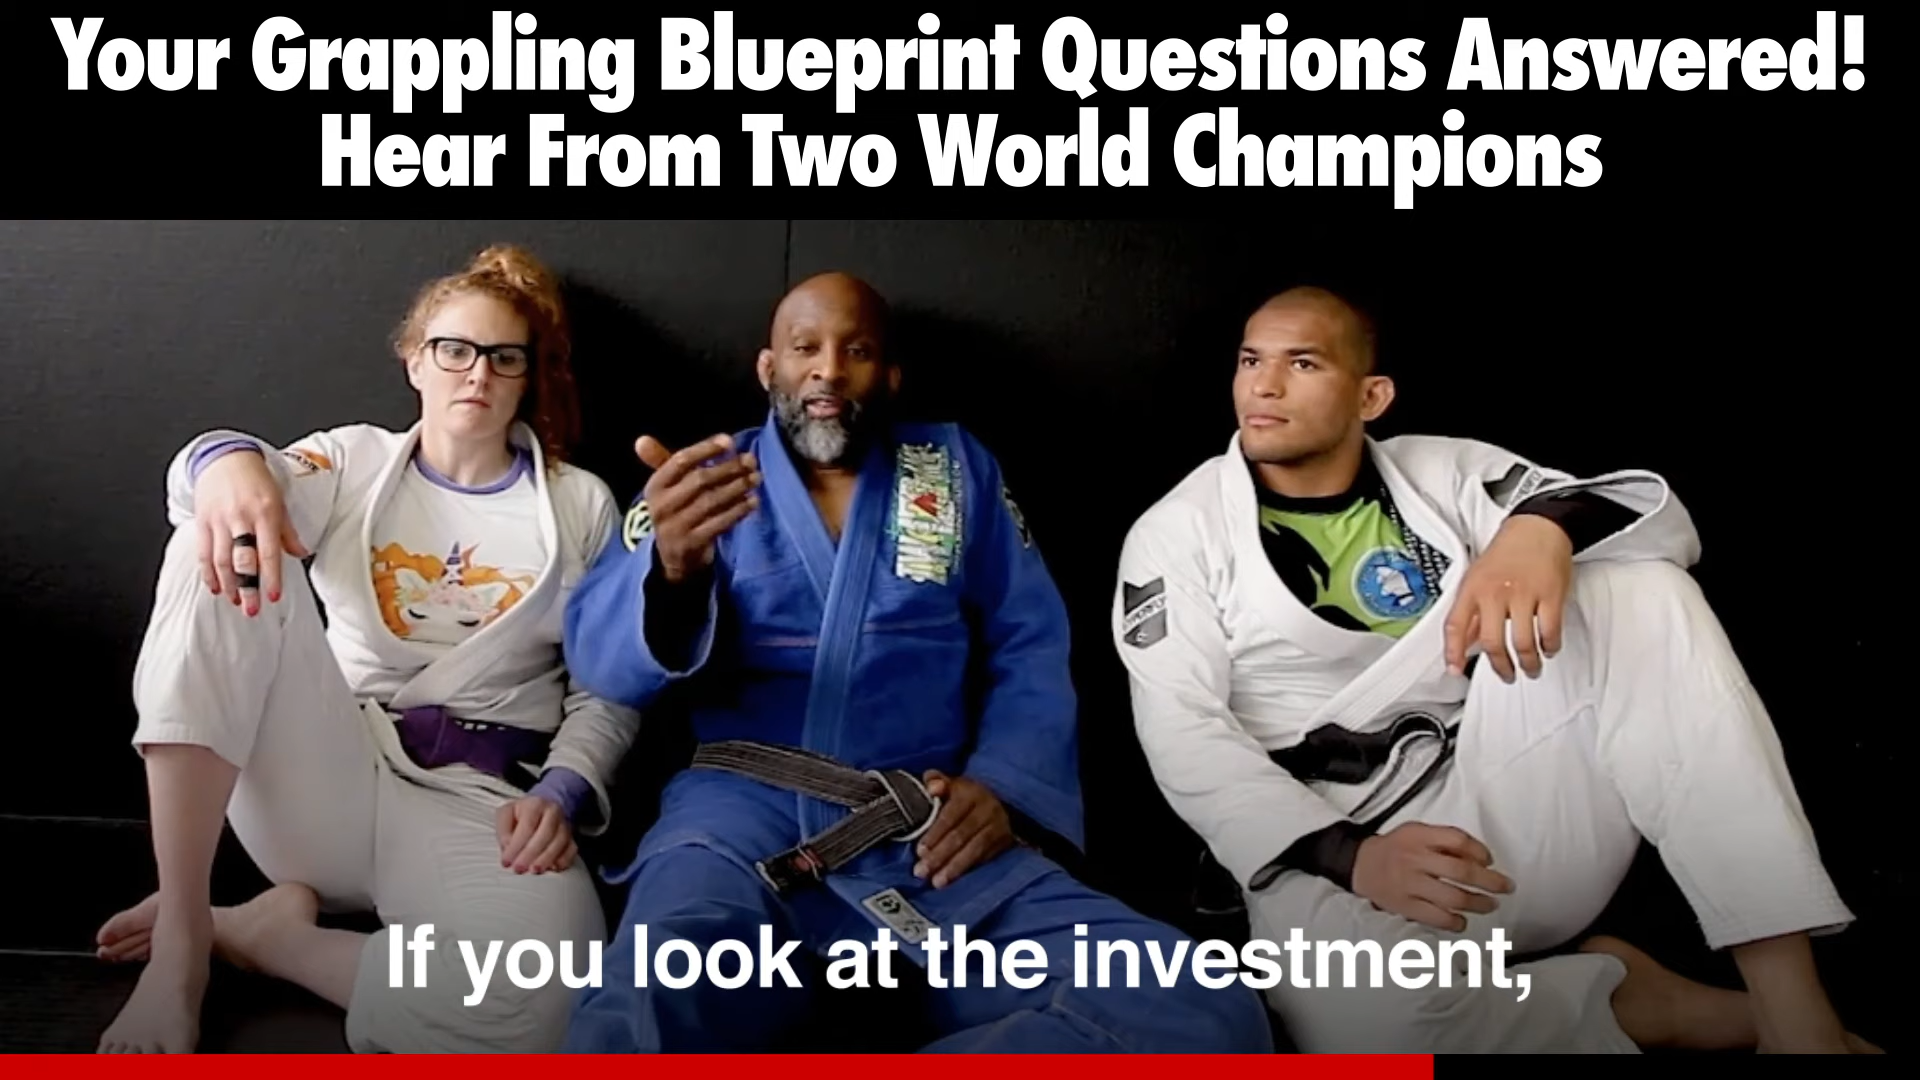 Your Grappling Blueprint Questions Answered!
Hear From Two World Champions
If you look at the investment,